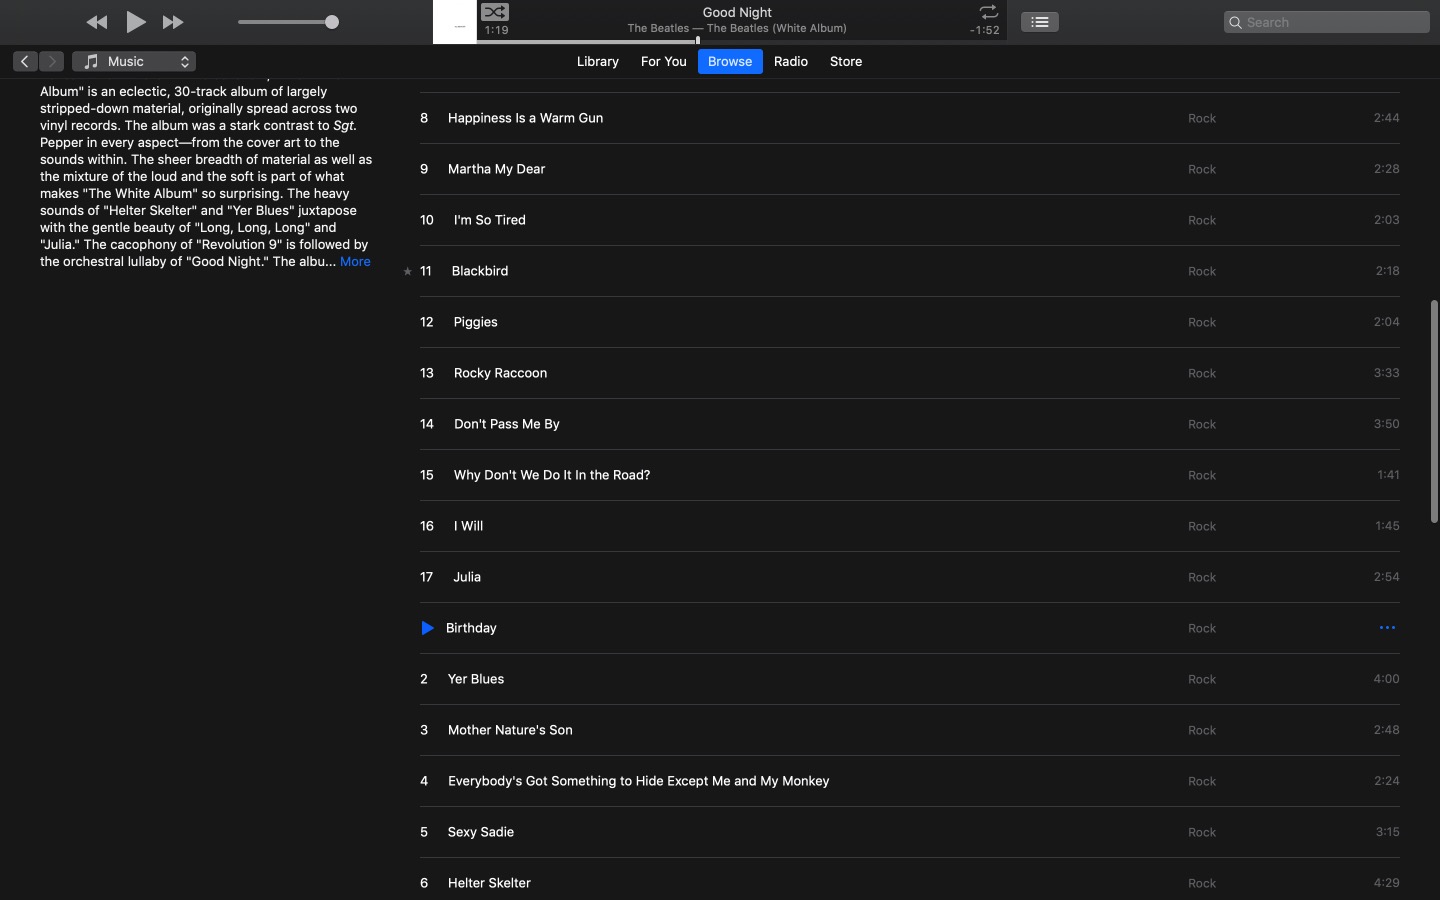 Good Night
1:19
The Beatles — The Beatles (White Album)
-1:52
Search
Music
Library
For You
Browse
Radio
Store
Album" is an eclectic, 30-track album of largely
stripped-down material, originally spread across two
vinyl records. The album was a stark contrast to Sgt.
Pepper in every aspect—from the cover art to the
sounds within. The sheer breadth of material as well as
the mixture of the loud and the soft is part of what
makes "The White Album" so surprising. The heavy
sounds of "Helter Skelter" and "Yer Blues" juxtapose
with the gentle beauty of "Long, Long, Long" and
"Julia." The cacophony of "Revolution 9" is followed by
the orchestral lullaby of "Good Night." The albu... More
8 Happiness Is a Warm Gun Rock 2:44
9 Martha My Dear Rock 2:28
10 I'm So Tired Rock 2:03
11 Blackbird Rock 2:18
12 Piggies Rock 2:04
13 Rocky Raccoon Rock 3:33
14 Don't Pass Me By Rock 3:50
15 Why Don't We Do It In the Road? Rock 1:41
16 I Will Rock 1:45
17 Julia Rock 2:54
Birthday Rock
2 Yer Blues Rock 4:00
3 Mother Nature's Son Rock 2:48
4 Everybody's Got Something to Hide Except Me and My Monkey Rock 2:24
5 Sexy Sadie Rock 3:15
6 Helter Skelter Rock 4:29